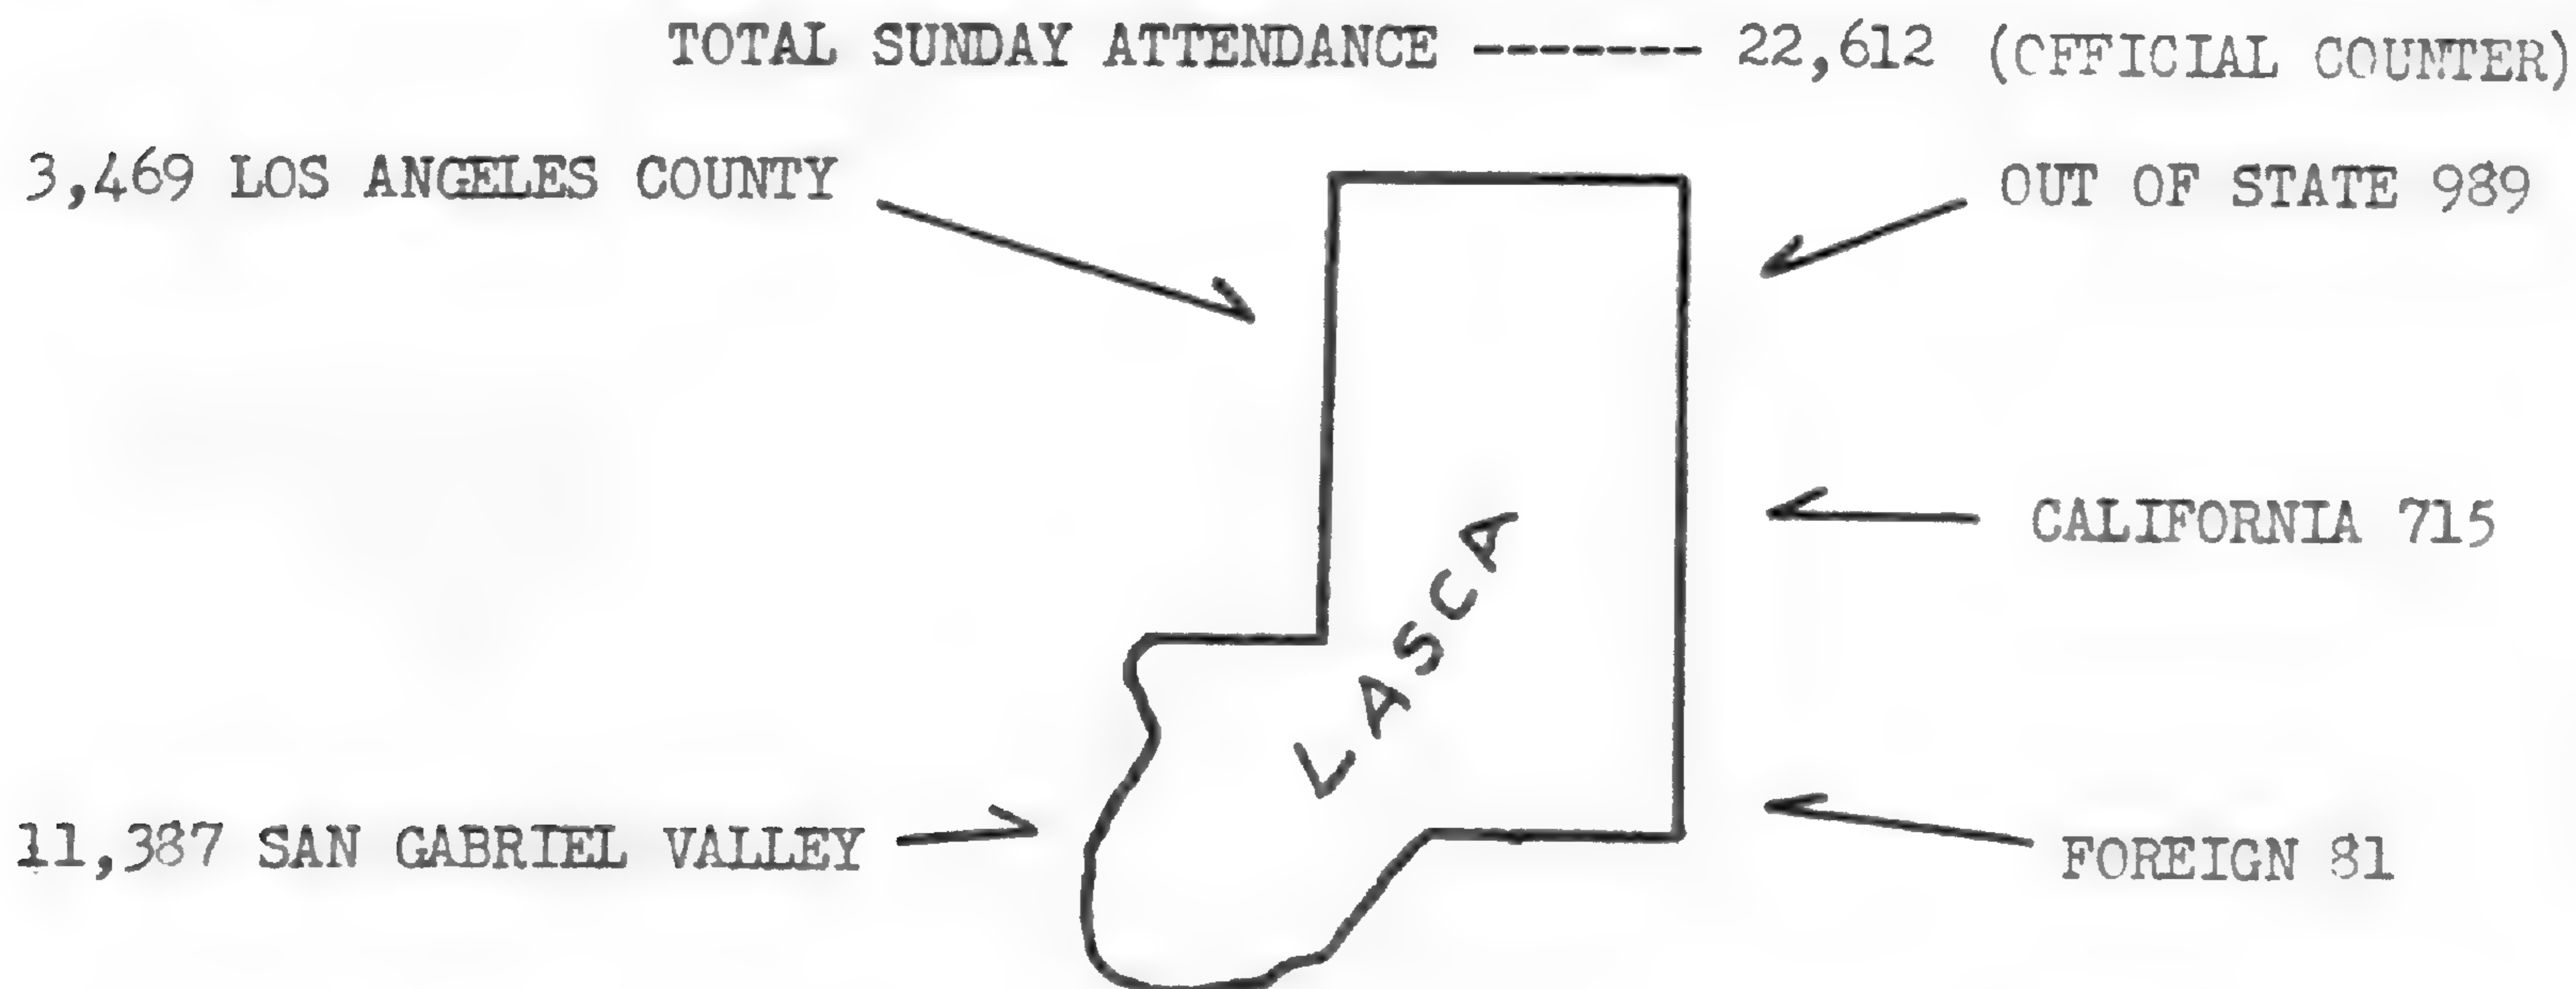 TOTAL SUNDAY ATTENDANCE ------- 22,612 (OFFICIAL COUNTER)
3,469 LOS ANGELES COUNTY
OUT OF STATE 989
CALIFORNIA 715
LASCA
11,387 SAN GABRIEL VALLEY
FOREIGN 81